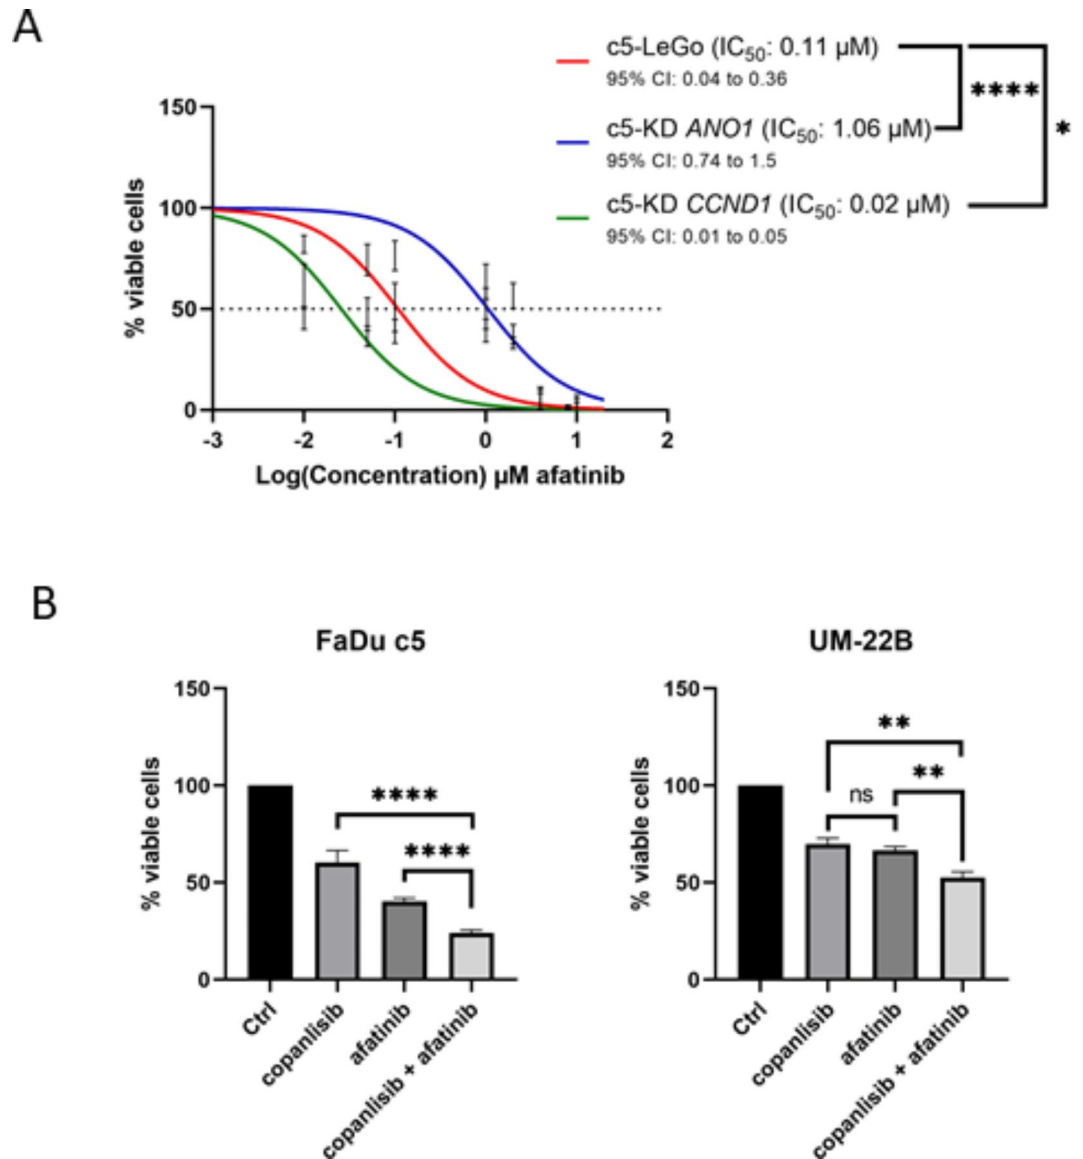 A
c5-LeGo (IC50: 0.11 µM)
95% CI: 0.04 to 0.36
****
*
c5-KD ANO1 (IC50: 1.06 µM)
95% CI: 0.74 to 1.5
c5-KD CCND1 (IC50: 0.02 µM)
95% CI: 0.01 to 0.05
% viable cells
150
100
50
0
-3 -2 -1 0 1 2
Log(Concentration) µM afatinib
B
FaDu c5
% viable cells
150
100
50
0
****
****
Ctrl
copanlisib
afatinib
copanlisib + afatinib
UM-22B
% viable cells
150
100
50
0
**
**
ns
Ctrl
copanlisib
afatinib
copanlisib + afatinib